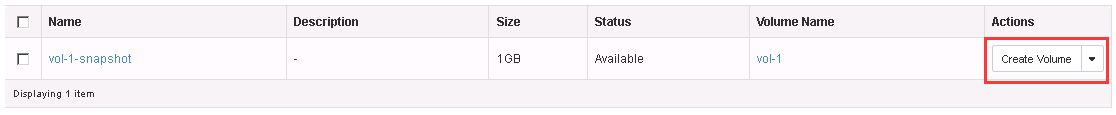 Name Description Size Status Volume Name Actions
vol-1-snapshot - 1GB Available vol-1 Create Volume
Displaying 1 item